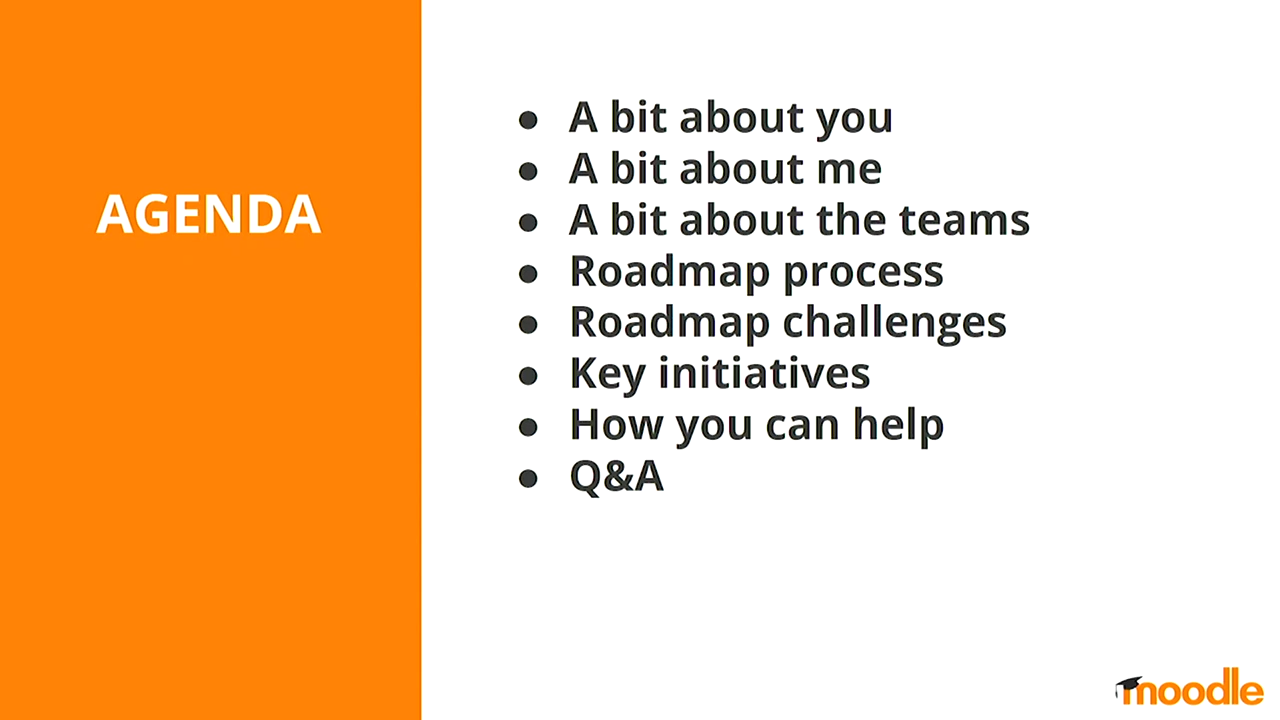 AGENDA
● A bit about you
● A bit about me
● A bit about the teams
● Roadmap process
● Roadmap challenges
● Key initiatives
● How you can help
● Q&A
moodle